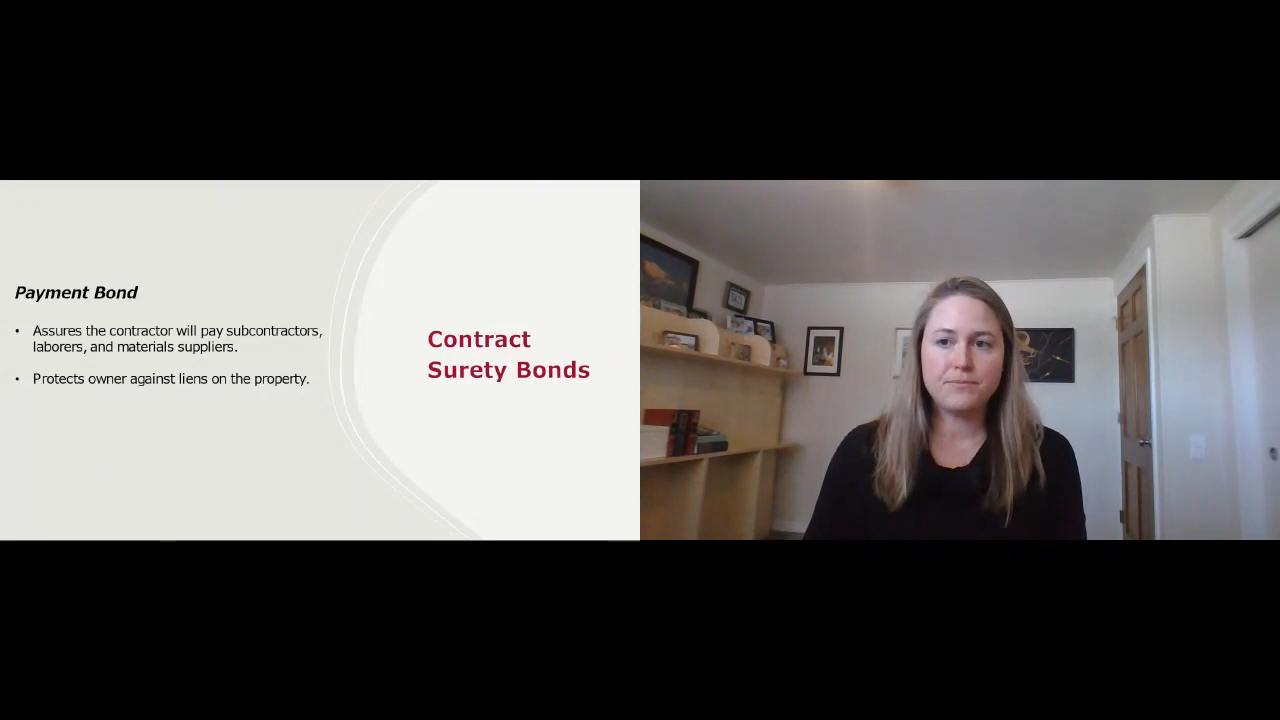 Payment Bond
• Assures the contractor will pay subcontractors,
laborers, and materials suppliers.
• Protects owner against liens on the property.
Contract
Surety Bonds